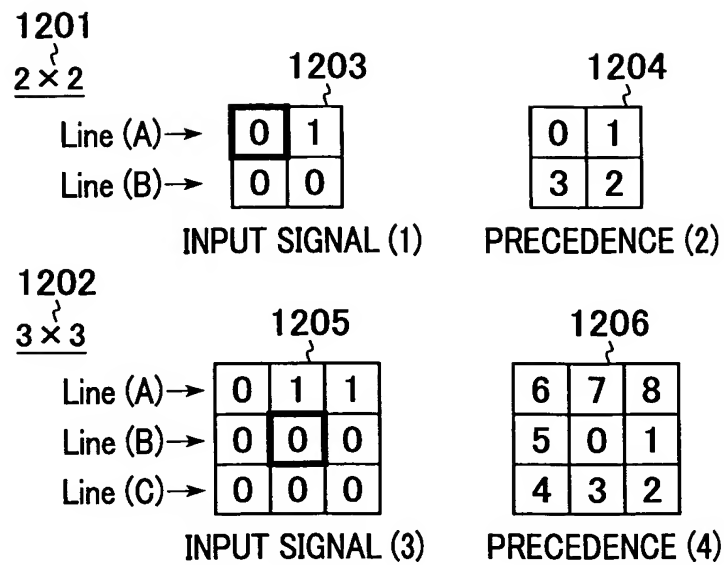 1201
2×2
1203
1204
Line (A)→ 0 1
0 1
Line (B)→ 0 0
3 2
INPUT SIGNAL (1)
PRECEDENCE (2)
1202
3×3
1205
1206
Line (A)→ 0 1 1
6 7 8
Line (B)→ 0 0 0
5 0 1
Line (C)→ 0 0 0
4 3 2
INPUT SIGNAL (3)
PRECEDENCE (4)